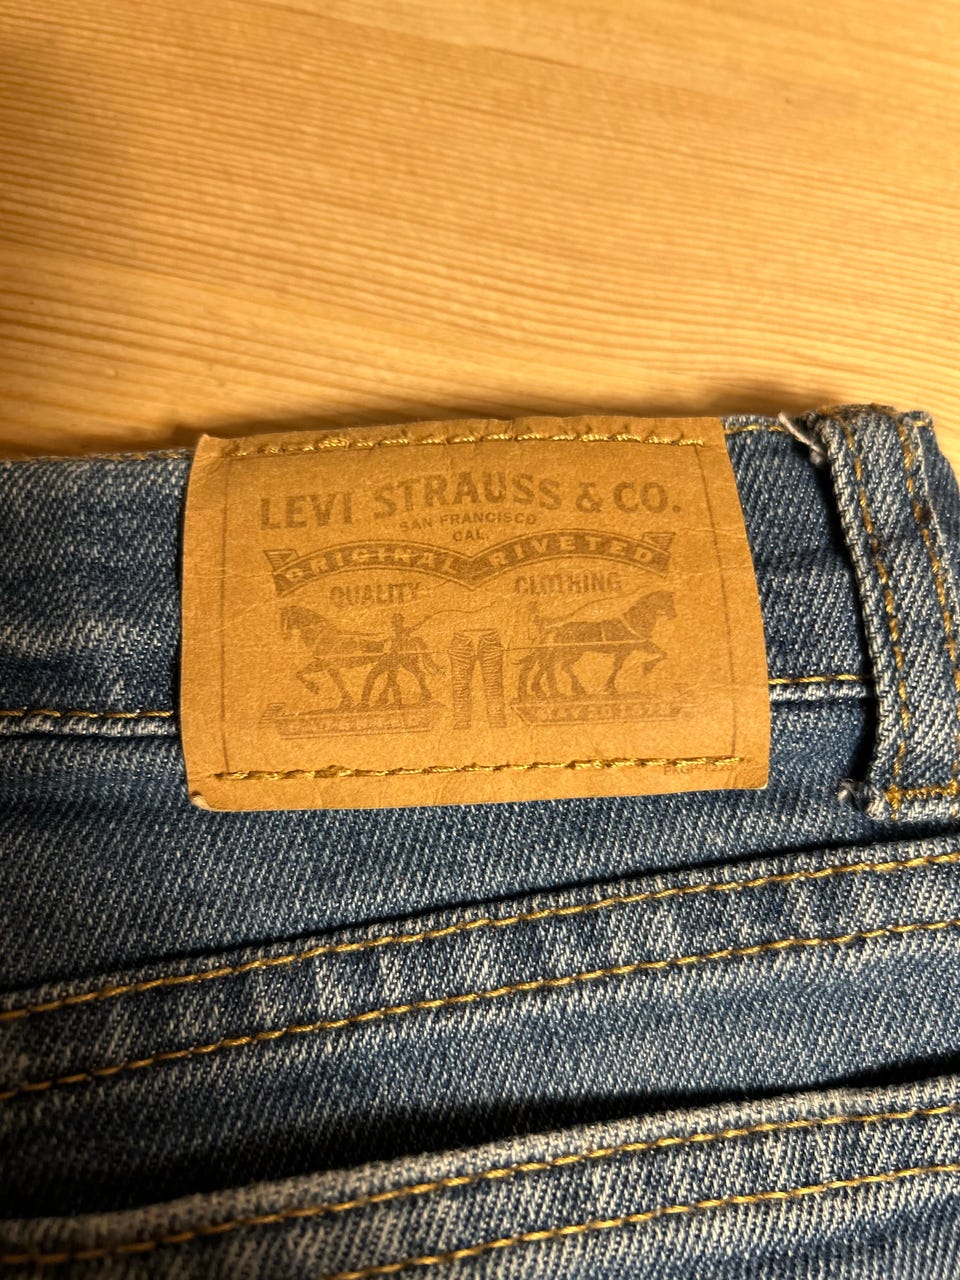 LEVI STRAUSS & CO.
SAN FRANCISCO
CAL.
ORIGINAL RIVETED
QUALITY CLOTHING